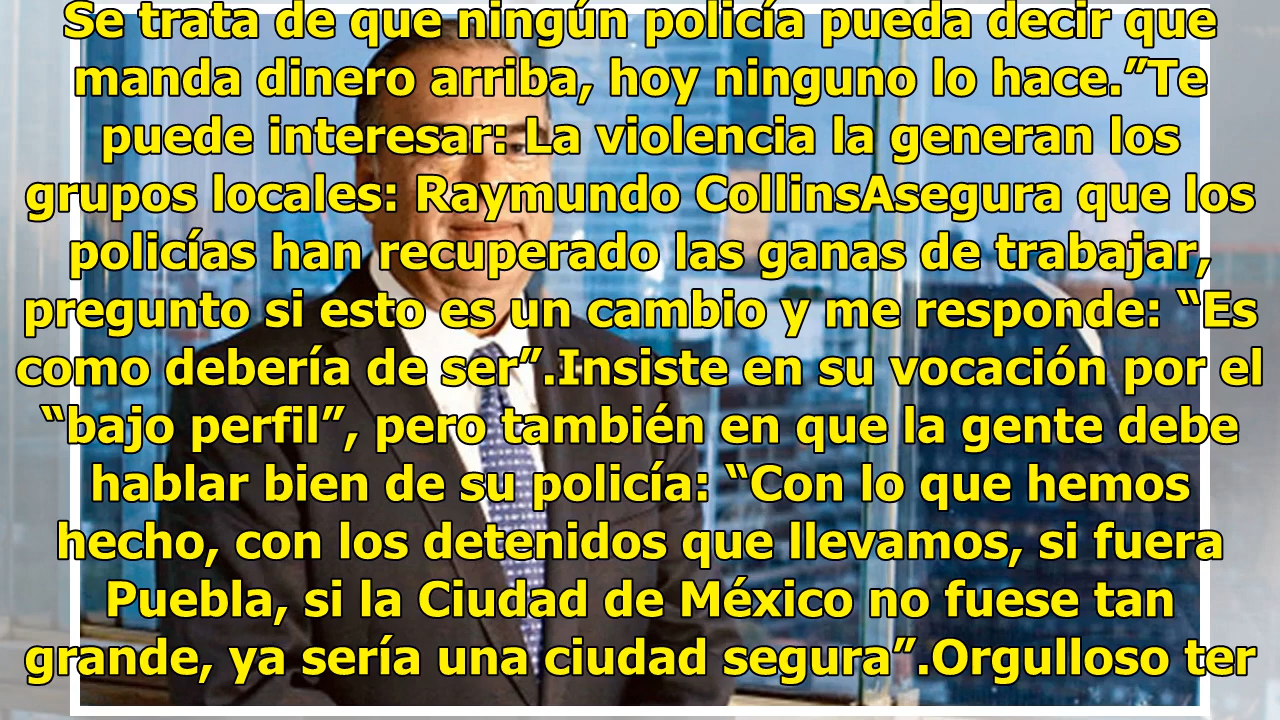 Se trata de que ningún policía pueda decir que
manda dinero arriba, hoy ninguno lo hace.”Te
puede interesar: La violencia la generan los
grupos locales: Raymundo CollinsAsegura que los
policías han recuperado las ganas de trabajar,
pregunto si esto es un cambio y me responde: “Es
como debería de ser”.Insiste en su vocación por el
“bajo perfil”, pero también en que la gente debe
hablar bien de su policía: “Con lo que hemos
hecho, con los detenidos que llevamos, si fuera
Puebla, si la Ciudad de México no fuese tan
grande, ya sería una ciudad segura”.Orgulloso ter